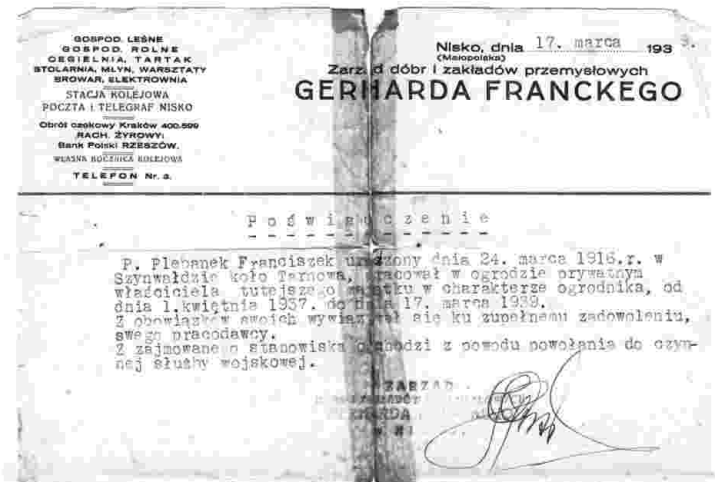 GOSPOD. LEŚNE
GOSPOD. ROLNE
CEGIELNIA, TARTAK
STOLARNIA, MŁYN, WARSZTATY
BROWAR, ELEKTROWNIA
STACJA KOLEJOWA
POCZTA i TELEGRAF NISKO
Obrót czekowy Kraków 400.599
RACH. ŻYROWY:
Bank Polski RZESZÓW.
WŁASNA BOCZNICA KOLEJOWA
TELEFON Nr. 3.
Nisko, dnia 17. marca 193
(Małopolska)
Zarząd dóbr i zakładów przemysłowych
GERHARDA FRANCKEGO
Poświadczenie
P. Plebanek Franciszek urodzony dnia 24. marca 1916.r. w
Szynwałdzie koło Tarnowa, pracował w ogrodzie prywatnym
właściciela tutejszego majątku w charakterze ogrodnika, od
dnia 1.kwiętnia 1937. do dnia 17. marca 1939.
Z obowiązków swoich wywiązywał się ku zupełnemu zadowoleniu,
swego pracodawcy.
Z zajmowanego stanowiska odchodzi z powodu powołania do czyn-
nej służby wojskowej.
ZARZĄD